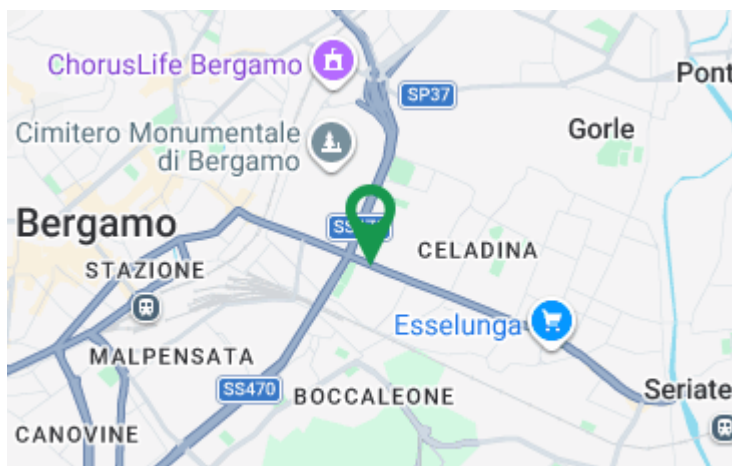 ChorusLife Bergamo
SP37
Pont
Gorle
Cimitero Monumentale
di Bergamo
Bergamo
CELADINA
STAZIONE
Esselunga
MALPENSATA
SS470
BOCCALEONE
Seriate
CANOVINE